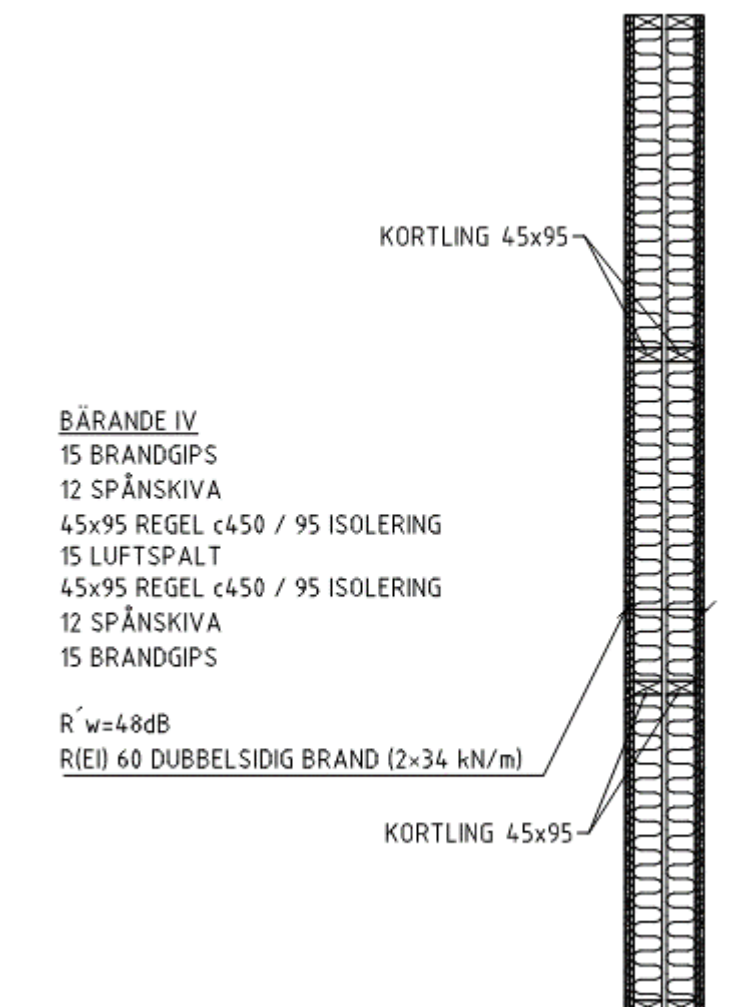 KORTLING 45x95
BÄRANDE IV
15 BRANDGIPS
12 SPÅNSKIVA
45x95 REGEL c450 / 95 ISOLERING
15 LUFTSPALT
45x95 REGEL c450 / 95 ISOLERING
12 SPÅNSKIVA
15 BRANDGIPS
R´w=48dB
R(EI) 60 DUBBELSIDIG BRAND (2×34 kN/m)
KORTLING 45x95